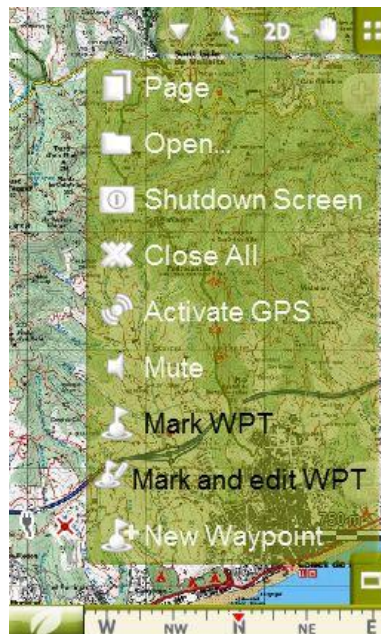 2D
Page
Open...
Shutdown Screen
Close All
Activate GPS
Mute
Mark WPT
Mark and edit WPT
New Waypoint
750 m
W NW N NE E